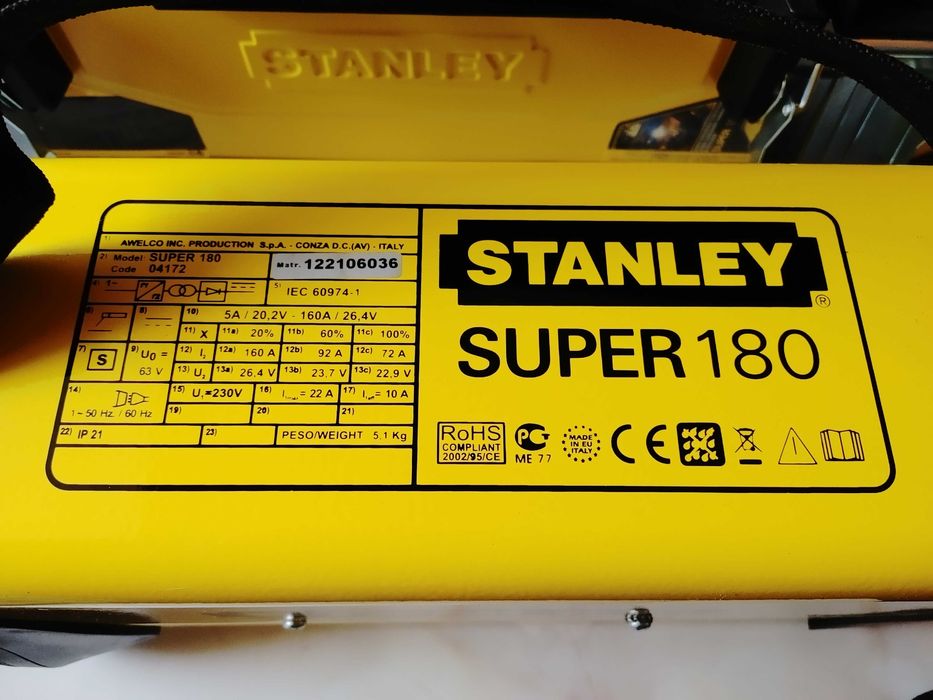 STANLEY
1) AWELCO INC. PRODUCTION S.p.A. - CONZA D.C.(AV) - ITALY
2) Model SUPER 180
Code 04172
Matr. 122106036
4) 1~
5) IEC 60974-1
6)
8)
10) 5A / 20,2V - 160A / 26,4V
11) X 11a) 20% 11b) 60% 11c) 100%
7) S
9) U0 = 63 V
12) I2 12a) 160 A 12b) 92 A 12c) 72 A
13) U2 13a) 26,4 V 13b) 23,7 V 13c) 22,9 V
14) 1~50 Hz. / 60 Hz
15) U1=230V 16) I1max = 22 A 17) I1eff = 10 A
19) 20) 21)
22) IP 21 23) PESO/WEIGHT 5.1 Kg
STANLEY
®
SUPER 180
RoHS
COMPLIANT
2002/95/CE
ME 77
MADE
IN EU
ITALY
CE